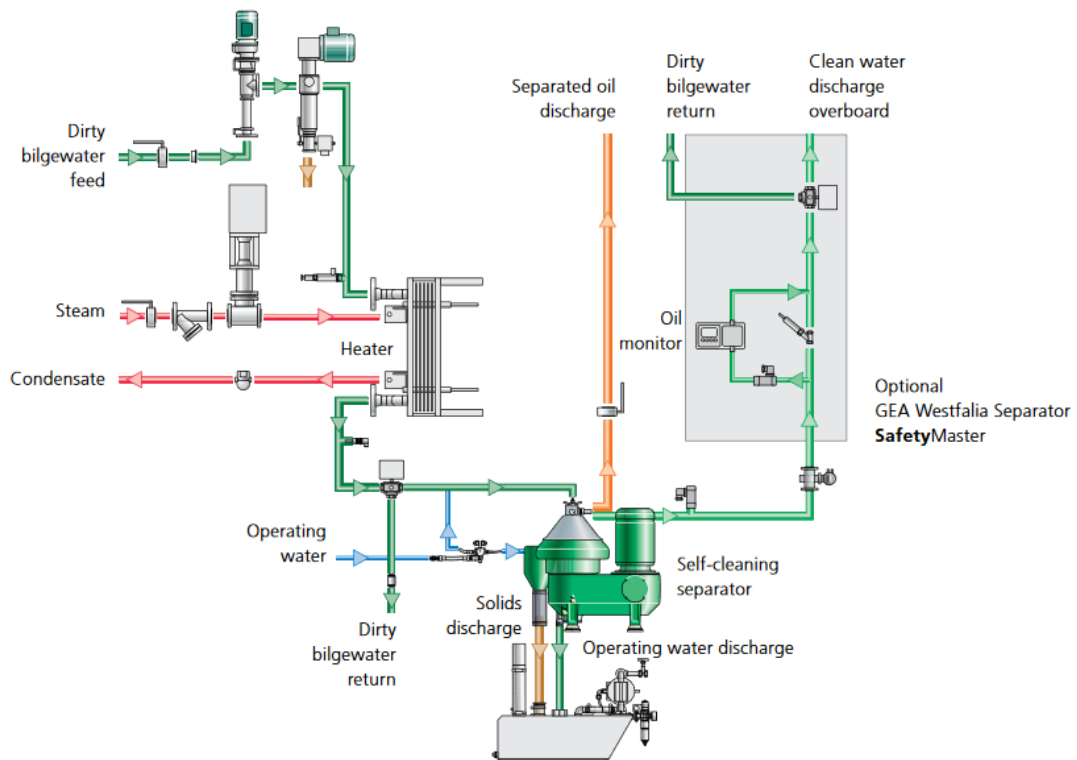 Separated oil
discharge
Dirty
bilgewater
return
Clean water
discharge
overboard
Dirty
bilgewater
feed
Steam
Heater
Condensate
Oil
monitor
Optional
GEA Westfalia Separator
SafetyMaster
Operating
water
Self-cleaning
separator
Solids
discharge
Dirty
bilgewater
return
Operating water discharge